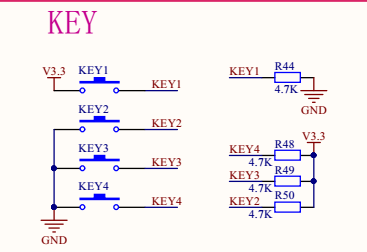 KEY
V3.3 KEY1 KEY1
KEY2 KEY2
KEY3 KEY3
KEY4 KEY4
GND
KEY1 R44 4.7K
GND
V3.3
KEY4 R48 4.7K
KEY3 R49 4.7K
KEY2 R50 4.7K